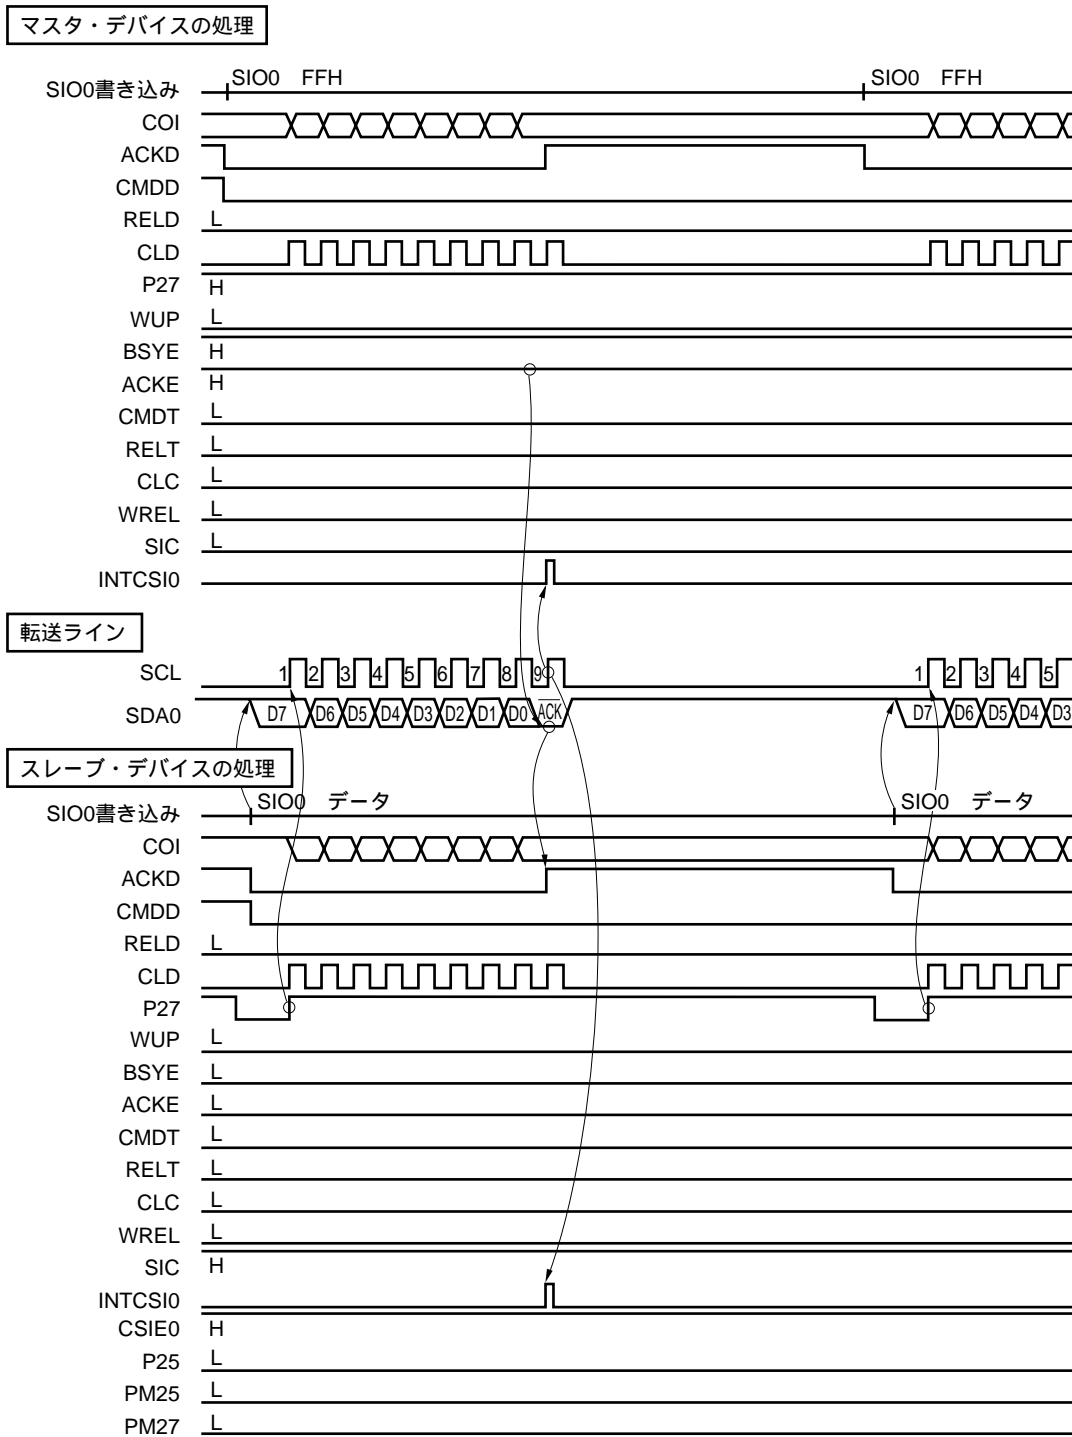 マスタ・デバイスの処理
SIO0書き込み SIO0 FFH SIO0 FFH
COI
ACKD
CMDD
RELD L
CLD
P27 H
WUP L
BSYE H
ACKE H
CMDT L
RELT L
CLC L
WREL L
SIC L
INTCSI0
転送ライン
SCL 1 2 3 4 5 6 7 8 9 1 2 3 4 5
SDA0 D7 D6 D5 D4 D3 D2 D1 D0 ACK D7 D6 D5 D4 D3
スレーブ・デバイスの処理
SIO0書き込み SIO0 データ SIO0 データ
COI
ACKD
CMDD
RELD L
CLD
P27
WUP L
BSYE L
ACKE L
CMDT L
RELT L
CLC L
WREL L
SIC H
INTCSI0
CSIE0 H
P25 L
PM25 L
PM27 L